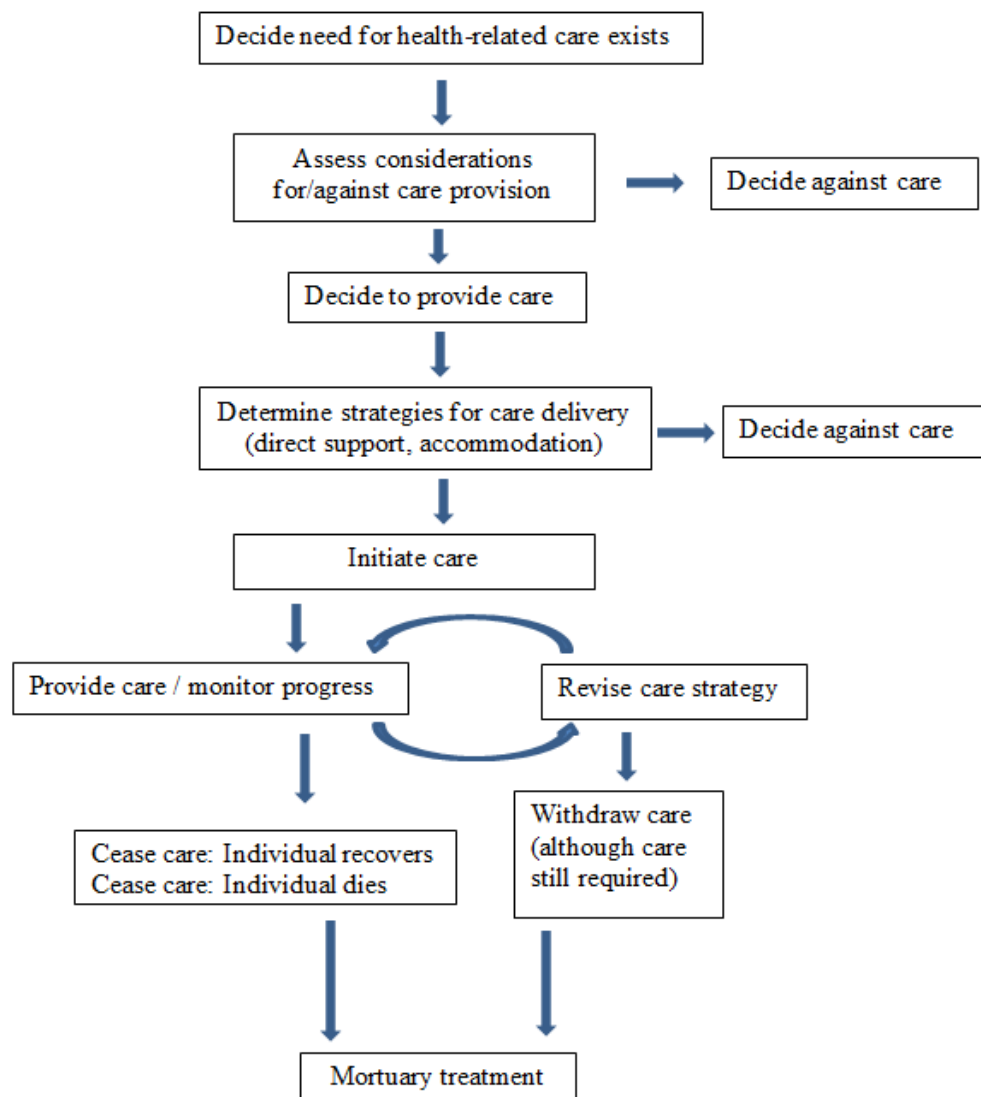 Decide need for health-related care exists
Assess considerations
for/against care provision
Decide against care
Decide to provide care
Determine strategies for care delivery
(direct support, accommodation)
Decide against care
Initiate care
Provide care / monitor progress
Revise care strategy
Cease care: Individual recovers
Cease care: Individual dies
Withdraw care
(although care
still required)
Mortuary treatment